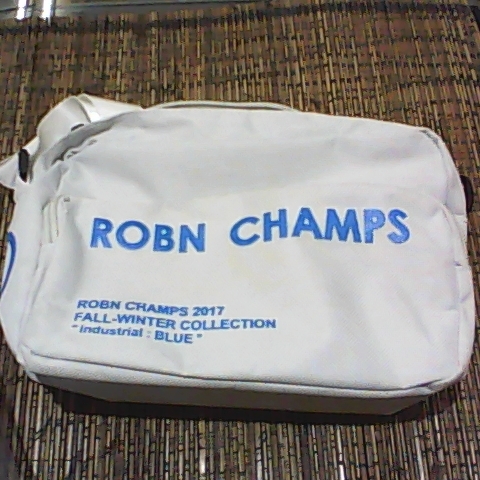 ROBN CHAMPS
ROBN CHAMPS 2017
FALL-WINTER COLLECTION
" industrial : BLUE "